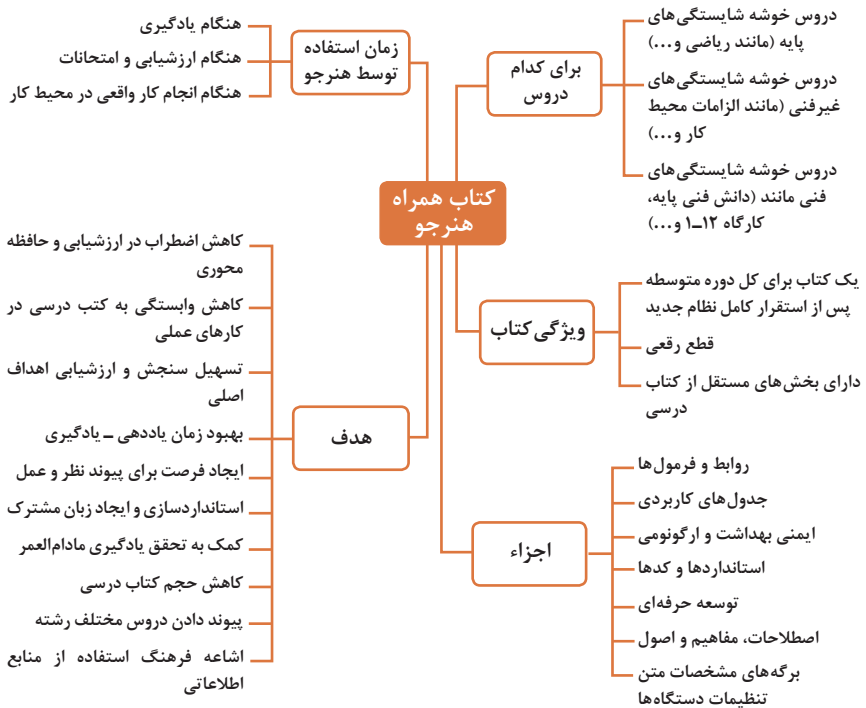 کتاب همراه
هنرجو
برای کدام
دروس
دروس خوشه شایستگی‌های
پایه (مانند ریاضی و...)
دروس خوشه شایستگی‌های
غیرفنی (مانند الزامات محیط
کار و...)
دروس خوشه شایستگی‌های
فنی مانند (دانش فنی پایه،
کارگاه ۱۲-۱ و...)
ویژگی کتاب
یک کتاب برای کل دوره متوسطه
پس از استقرار کامل نظام جدید
قطع رقعی
دارای بخش‌های مستقل از کتاب
درسی
اجزاء
روابط و فرمول‌ها
جدول‌های کاربردی
ایمنی بهداشت و ارگونومی
استانداردها و کدها
توسعه حرفه‌ای
اصطلاحات، مفاهیم و اصول
برگه‌های مشخصات متن
تنظیمات دستگاه‌ها
زمان استفاده
توسط هنرجو
هنگام یادگیری
هنگام ارزشیابی و امتحانات
هنگام انجام کار واقعی در محیط کار
هدف
کاهش اضطراب در ارزشیابی و حافظه
محوری
کاهش وابستگی به کتب درسی در
کارهای عملی
تسهیل سنجش و ارزشیابی اهداف
اصلی
بهبود زمان یاددهی - یادگیری
ایجاد فرصت برای پیوند نظر و عمل
استانداردسازی و ایجاد زبان مشترک
کمک به تحقق یادگیری مادام‌العمر
کاهش حجم کتاب درسی
پیوند دادن دروس مختلف رشته
اشاعه فرهنگ استفاده از منابع
اطلاعاتی